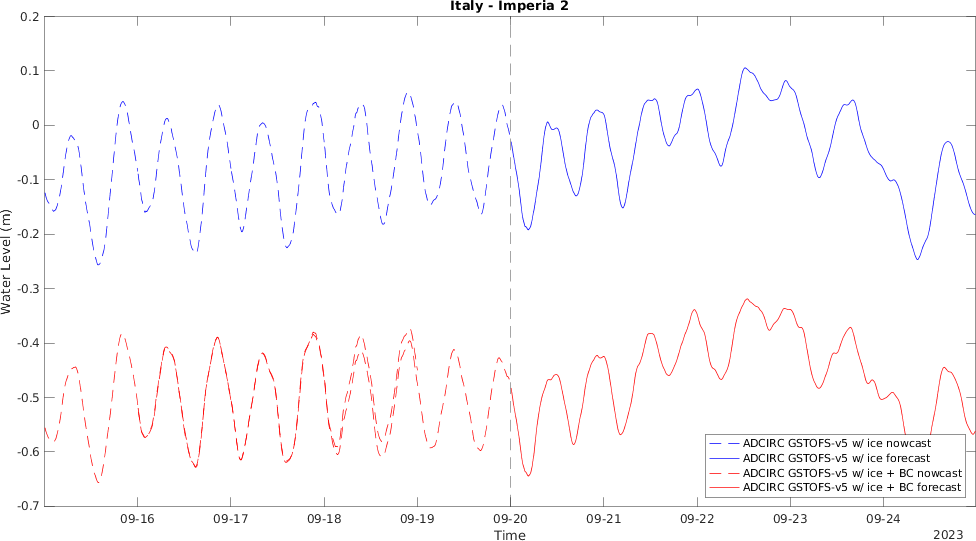 Italy - Imperia 2
0.2
0.1
0
-0.1
-0.2
-0.3
-0.4
-0.5
-0.6
-0.7
Water Level (m)
ADCIRC GSTOFS-v5 w/ ice nowcast
ADCIRC GSTOFS-v5 w/ ice forecast
ADCIRC GSTOFS-v5 w/ ice + BC nowcast
ADCIRC GSTOFS-v5 w/ ice + BC forecast
09-16 09-17 09-18 09-19 09-20 09-21 09-22 09-23 09-24
Time
2023